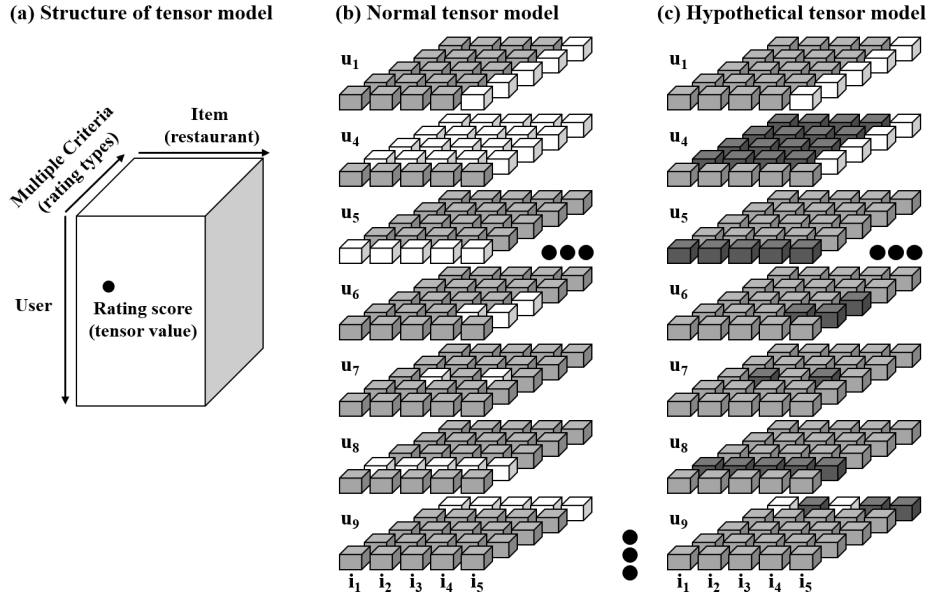 (a) Structure of tensor model
Multiple Criteria
(rating types)
Item
(restaurant)
User
Rating score
(tensor value)
(b) Normal tensor model
u₁
u₄
u₅
u₆
u₇
u₈
u₉
i₁ i₂ i₃ i₄ i₅
(c) Hypothetical tensor model
u₁
u₄
u₅
u₆
u₇
u₈
u₉
i₁ i₂ i₃ i₄ i₅